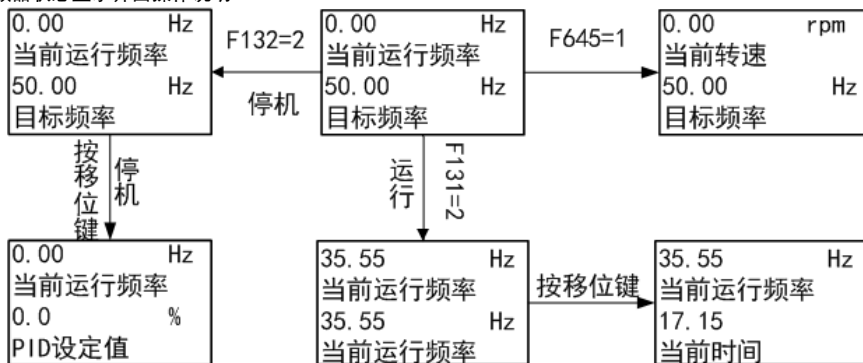 0.00 Hz
当前运行频率
50.00 Hz
目标频率
F132=2
停机
0.00 Hz
当前运行频率
50.00 Hz
目标频率
F645=1
0.00 rpm
当前转速
50.00 Hz
目标频率
按移位键
停机
运行
F131=2
0.00 Hz
当前运行频率
0.0 %
PID设定值
35.55 Hz
当前运行频率
35.55 Hz
当前运行频率
按移位键
35.55 Hz
当前运行频率
17.15
当前时间